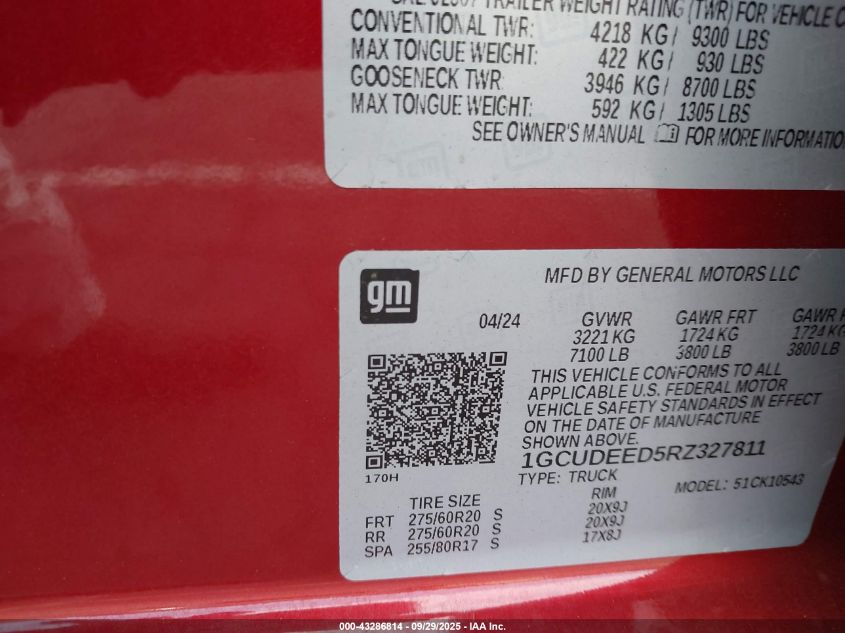 SAE J2807 TRAILER WEIGHT RATING (TWR) FOR VEHICLE
CONVENTIONAL TWR: 4218 KG/ 9300 LBS
MAX TONGUE WEIGHT: 422 KG/ 930 LBS
GOOSENECK TWR: 3946 KG/ 8700 LBS
MAX TONGUE WEIGHT: 592 KG/ 1305 LBS
SEE OWNER'S MANUAL FOR MORE INFORMATIO
gm
MFD BY GENERAL MOTORS LLC
04/24 GVWR GAWR FRT GAWR
3221 KG 1724 KG 1724 KG
7100 LB 3800 LB 3800 LB
THIS VEHICLE CONFORMS TO ALL
APPLICABLE U.S. FEDERAL MOTOR
VEHICLE SAFETY STANDARDS IN EFFECT
ON THE DATE OF MANUFACTURE
SHOWN ABOVE.
1GCUDEED5RZ327811
170H
TYPE: TRUCK MODEL: 51CK10543
TIRE SIZE RIM
FRT 275/60R20 S 20X9J
RR 275/60R20 S 20X9J
SPA 255/80R17 S 17X8J
000-43286814 - 09/29/2025 - IAA Inc.